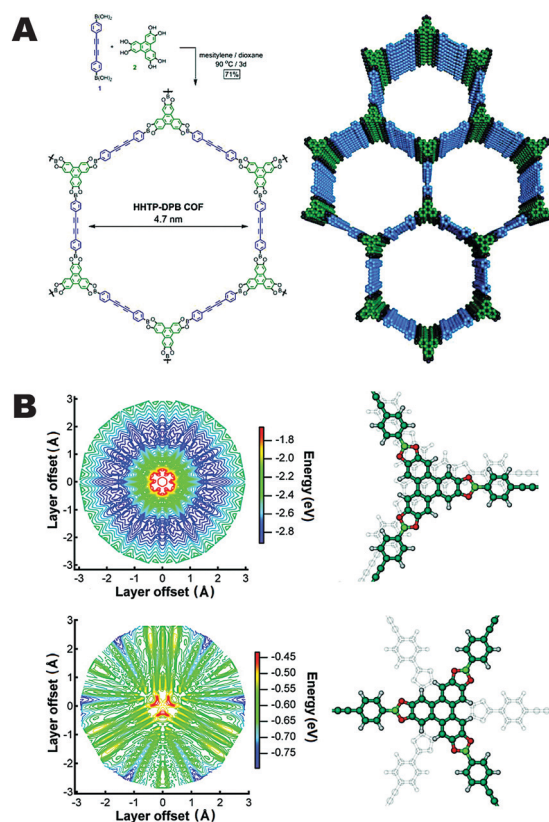 A
B(OH)2
B(OH)2
1
+
HO
OH
HO
OH
HO
OH
2
mesitylene / dioxane
90 °C / 3d
71%
HHTP-DPB COF
4.7 nm
B
Layer offset (Å)
3
2
1
0
-1
-2
-3
-3 -2 -1 0 1 2 3
Layer offset (Å)
-1.8
-2.0
-2.2
-2.4
-2.6
-2.8
Energy (eV)
Layer offset (Å)
3
2
1
0
-1
-2
-3
-3 -2 -1 0 1 2 3
Layer offset (Å)
-0.45
-0.50
-0.55
-0.60
-0.65
-0.70
-0.75
Energy (eV)